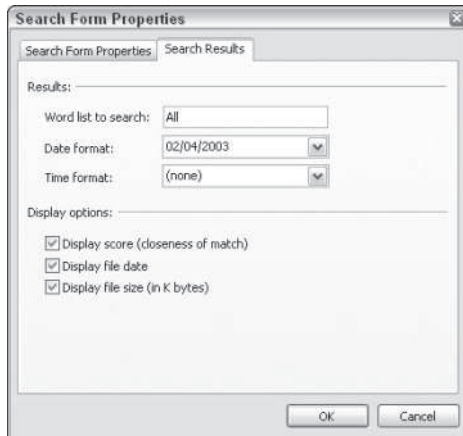 Search Form Properties
Search Form Properties Search Results
Results:
Word list to search: All
Date format: 02/04/2003
Time format: (none)
Display options:
Display score (closeness of match)
Display file date
Display file size (in K bytes)
OK Cancel